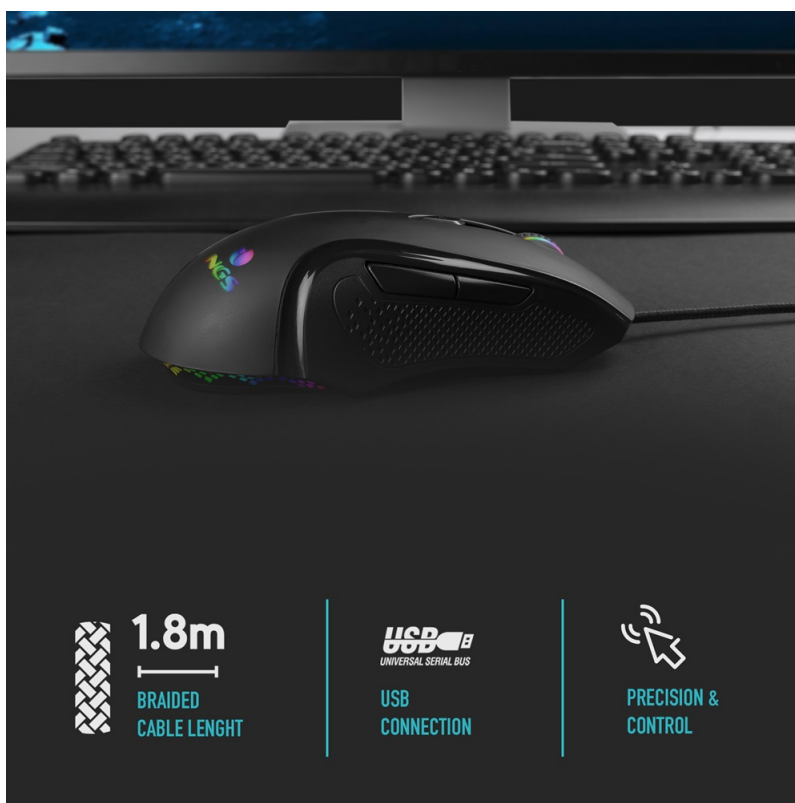 NGS
1.8m
BRAIDED
CABLE LENGHT
USB
UNIVERSAL SERIAL BUS
USB
CONNECTION
PRECISION &
CONTROL